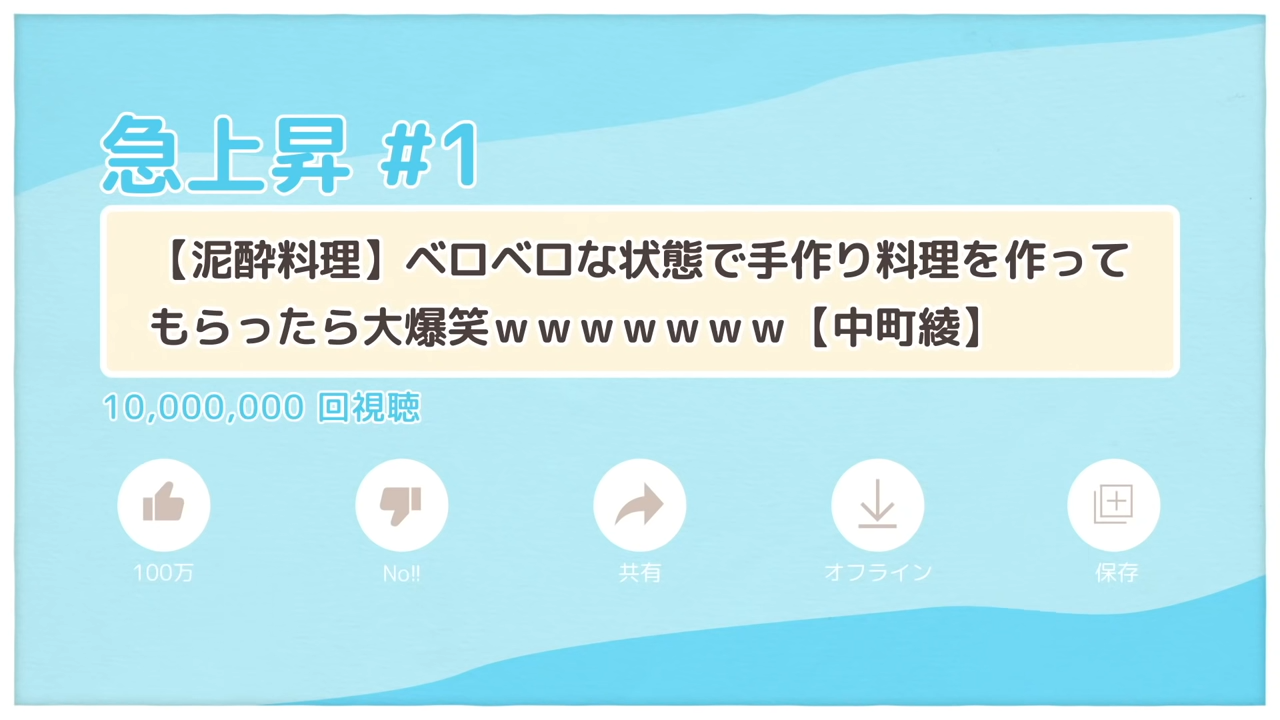 急上昇 #1
【泥酔料理】ベロベロな状態で手作り料理を作って
もらったら大爆笑ｗｗｗｗｗｗｗ【中町綾】
10,000,000 回視聴
100万
No!!
共有
オフライン
保存